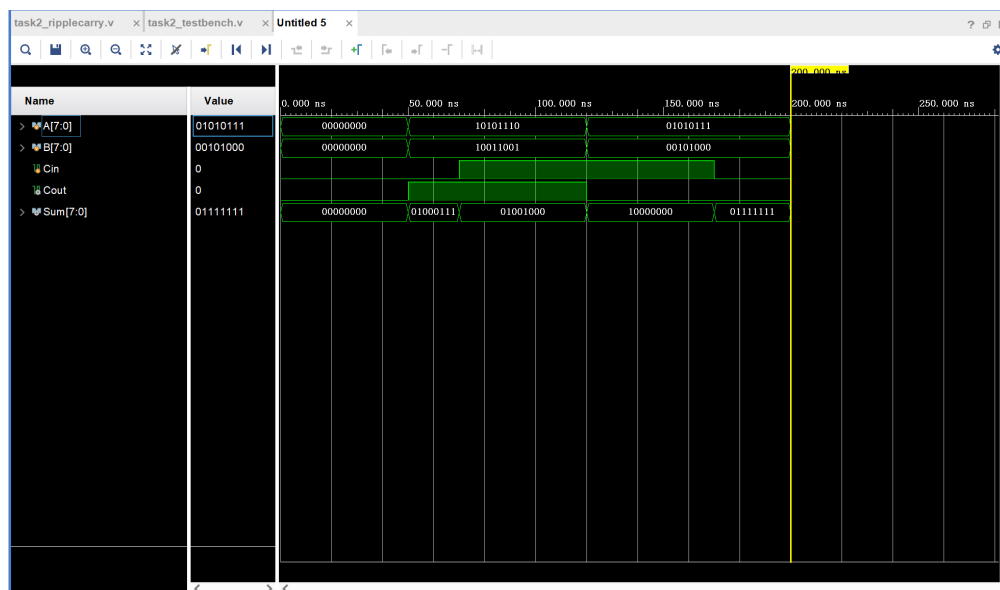 task2_ripplecarry.v × task2_testbench.v × Untitled 5 ×
?
200.000 ns
Name Value 0.000 ns 50.000 ns 100.000 ns 150.000 ns 200.000 ns 250.000 ns
A[7:0] 01010111 00000000 10101110 01010111
B[7:0] 00101000 00000000 10011001 00101000
Cin 0
Cout 0
Sum[7:0] 01111111 00000000 01000111 01001000 10000000 01111111